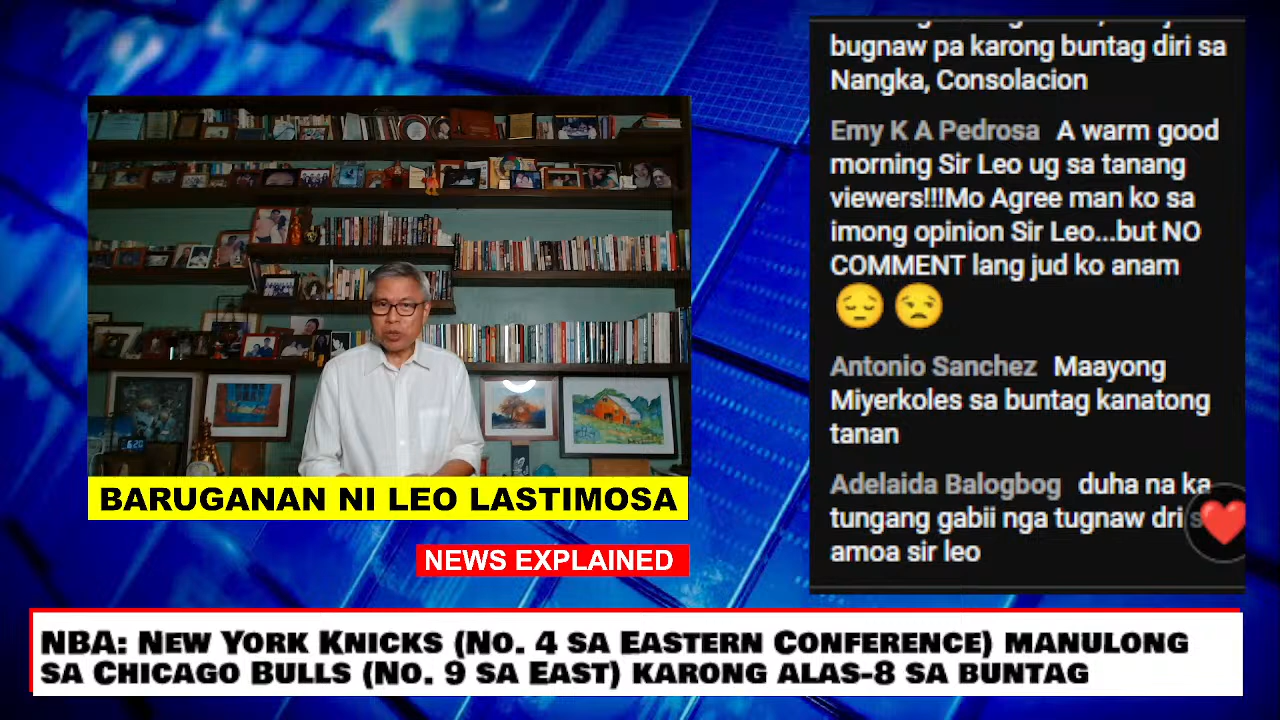 bugnaw pa karong buntag diri sa
Nangka, Consolacion
Emy K A Pedrosa A warm good
morning Sir Leo ug sa tanang
viewers!!!Mo Agree man ko sa
imong opinion Sir Leo...but NO
COMMENT lang jud ko anam
😔 😒
Antonio Sanchez Maayong
Miyerkoles sa buntag kanatong
tanan
Adelaida Balogbog duha na ka
tungang gabii nga tugnaw dri
amoa sir leo
BARUGANAN NI LEO LASTIMOSA
NEWS EXPLAINED
NBA: NEW YORK KNICKS (NO. 4 SA EASTERN CONFERENCE) MANULONG
SA CHICAGO BULLS (NO. 9 SA EAST) KARONG ALAS-8 SA BUNTAG